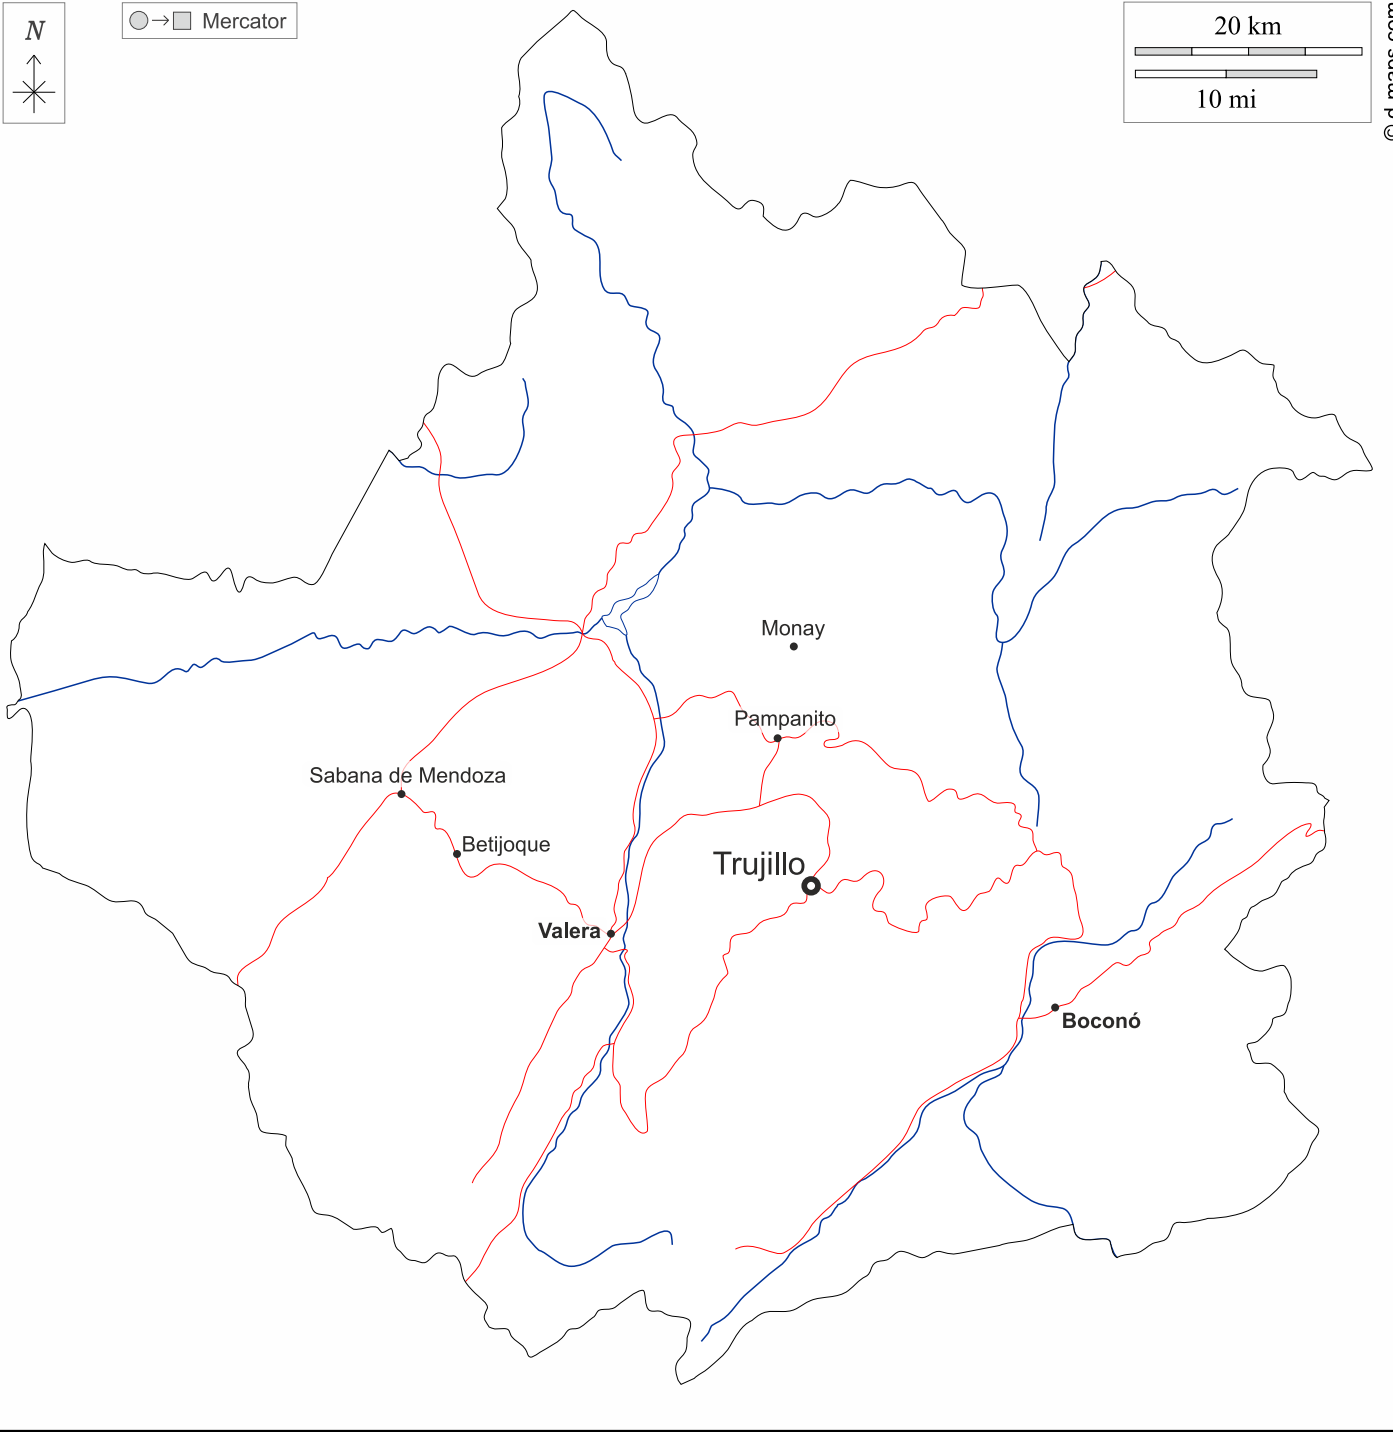 N
Mercator
20 km
10 mi
Monay
Pampanito
Sabana de Mendoza
Betijoque
Trujillo
Valera
Boconó